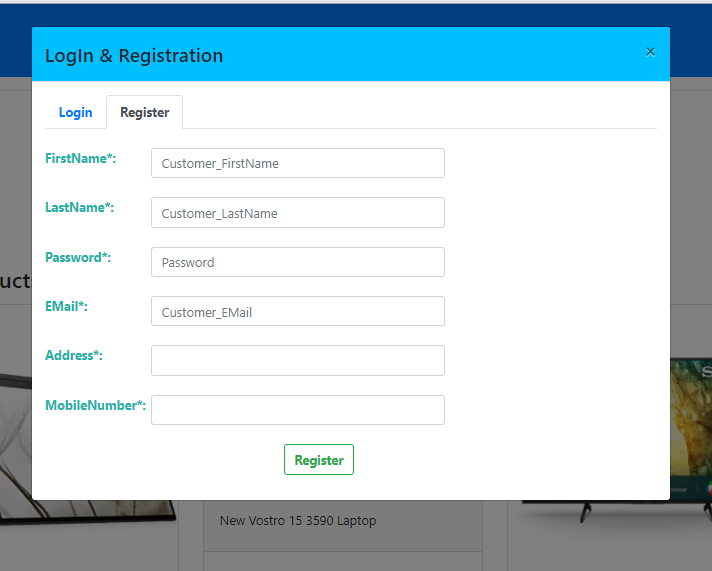 LogIn & Registration
×
Login
Register
FirstName*:
Customer_FirstName
LastName*:
Customer_LastName
Password*:
Password
EMail*:
Customer_EMail
Address*:
MobileNumber*:
Register
New Vostro 15 3590 Laptop